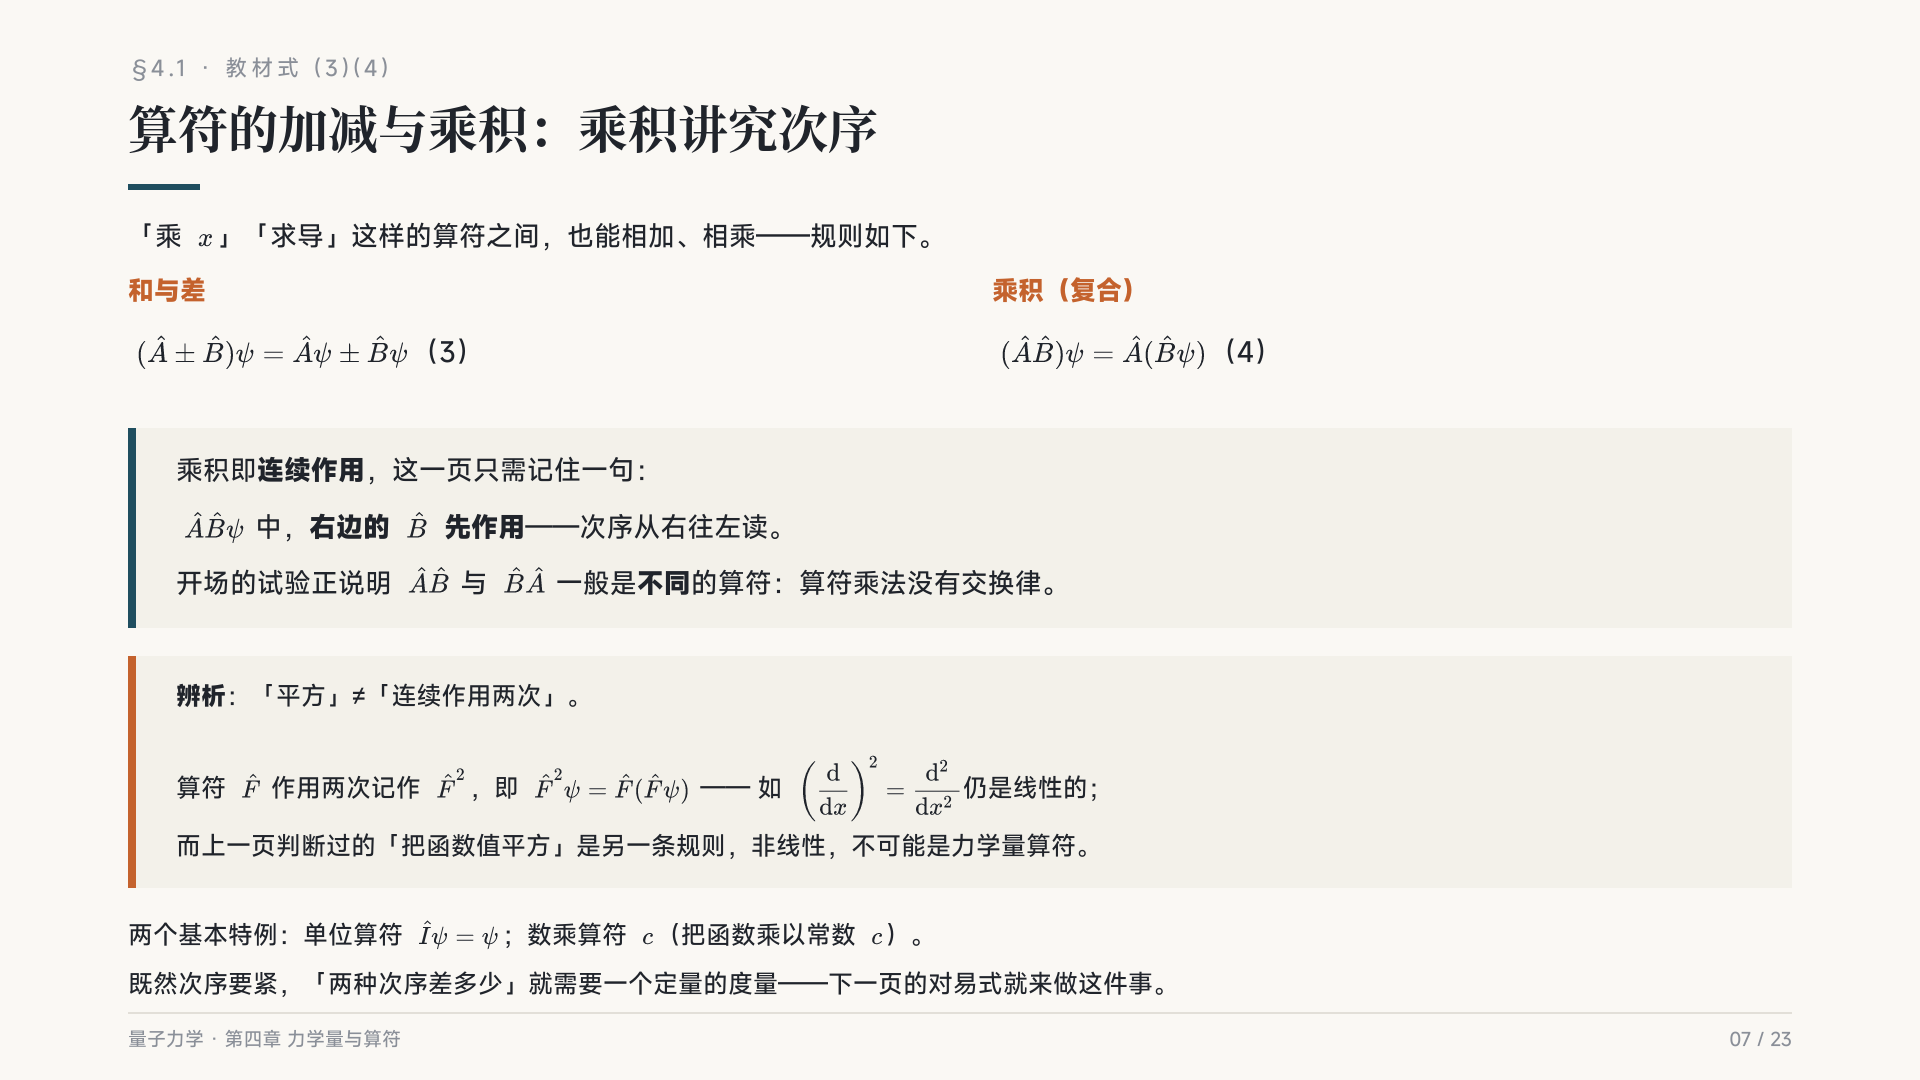 §4.1 · 教材式 (3)(4)
算符的加减与乘积：乘积讲究次序
「乘 x」「求导」这样的算符之间，也能相加、相乘——规则如下。
和与差
(Â ± B̂)ψ = Âψ ± B̂ψ（3）
乘积（复合）
(ÂB̂)ψ = Â(B̂ψ)（4）
乘积即连续作用，这一页只需记住一句：
ÂB̂ψ 中，右边的 B̂ 先作用——次序从右往左读。
开场的试验正说明 ÂB̂ 与 B̂Â 一般是不同的算符：算符乘法没有交换律。
辨析：「平方」≠「连续作用两次」。
算符 F̂ 作用两次记作 F̂²，即 F̂²ψ = F̂(F̂ψ) —— 如 (d/dx)² = d²/dx² 仍是线性的；
而上一页判断过的「把函数值平方」是另一条规则，非线性，不可能是力学量算符。
两个基本特例：单位算符 Îψ = ψ；数乘算符 c（把函数乘以常数 c）。
既然次序要紧，「两种次序差多少」就需要一个定量的度量——下一页的对易式就来做这件事。
量子力学 · 第四章 力学量与算符
07 / 23